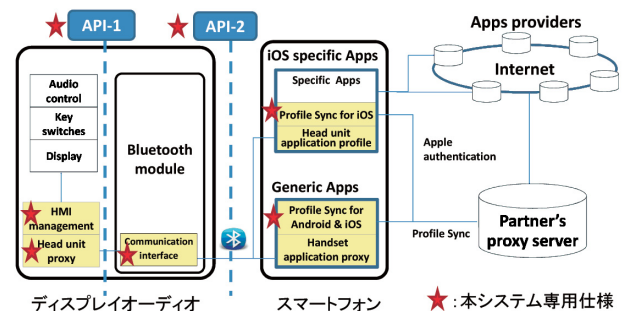 API-1
API-2
Apps providers
Internet
iOS specific Apps
Specific Apps
Profile Sync for iOS
Head unit
application profile
Audio
control
Key
switches
Display
Bluetooth
module
HMI
management
Head unit
proxy
Communication
interface
Generic Apps
Profile Sync for
Android & iOS
Handset
application proxy
Apple
authentication
Profile Sync
Partner's
proxy server
ディスプレイオーディオ
スマートフォン
★:本システム専用仕様